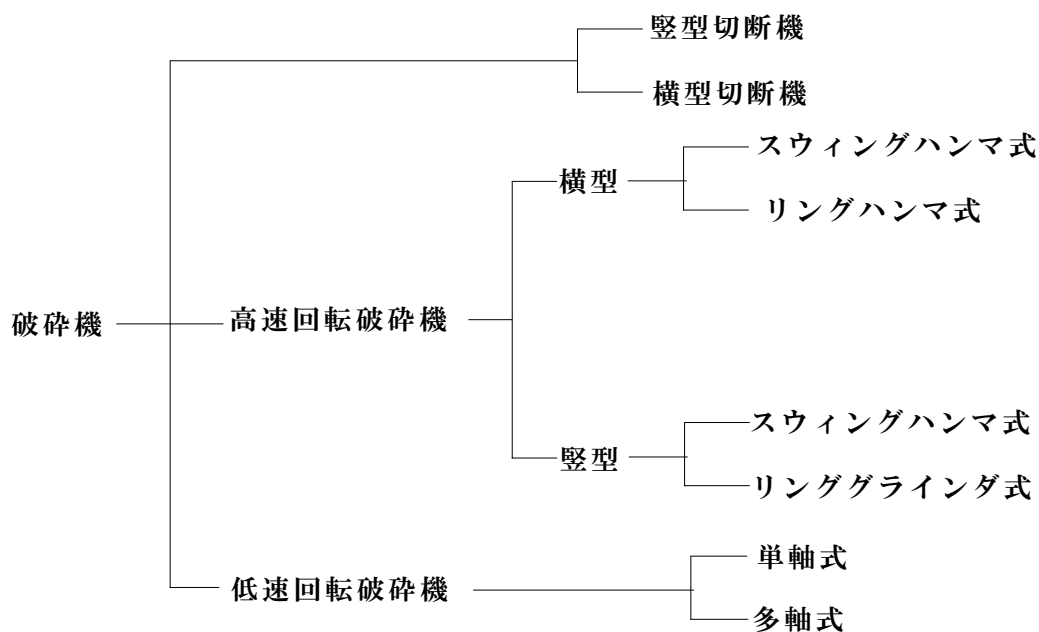 竪型切断機
横型切断機
スウィングハンマ式
横型
リングハンマ式
破砕機
高速回転破砕機
スウィングハンマ式
竪型
リンググラインダ式
単軸式
低速回転破砕機
多軸式